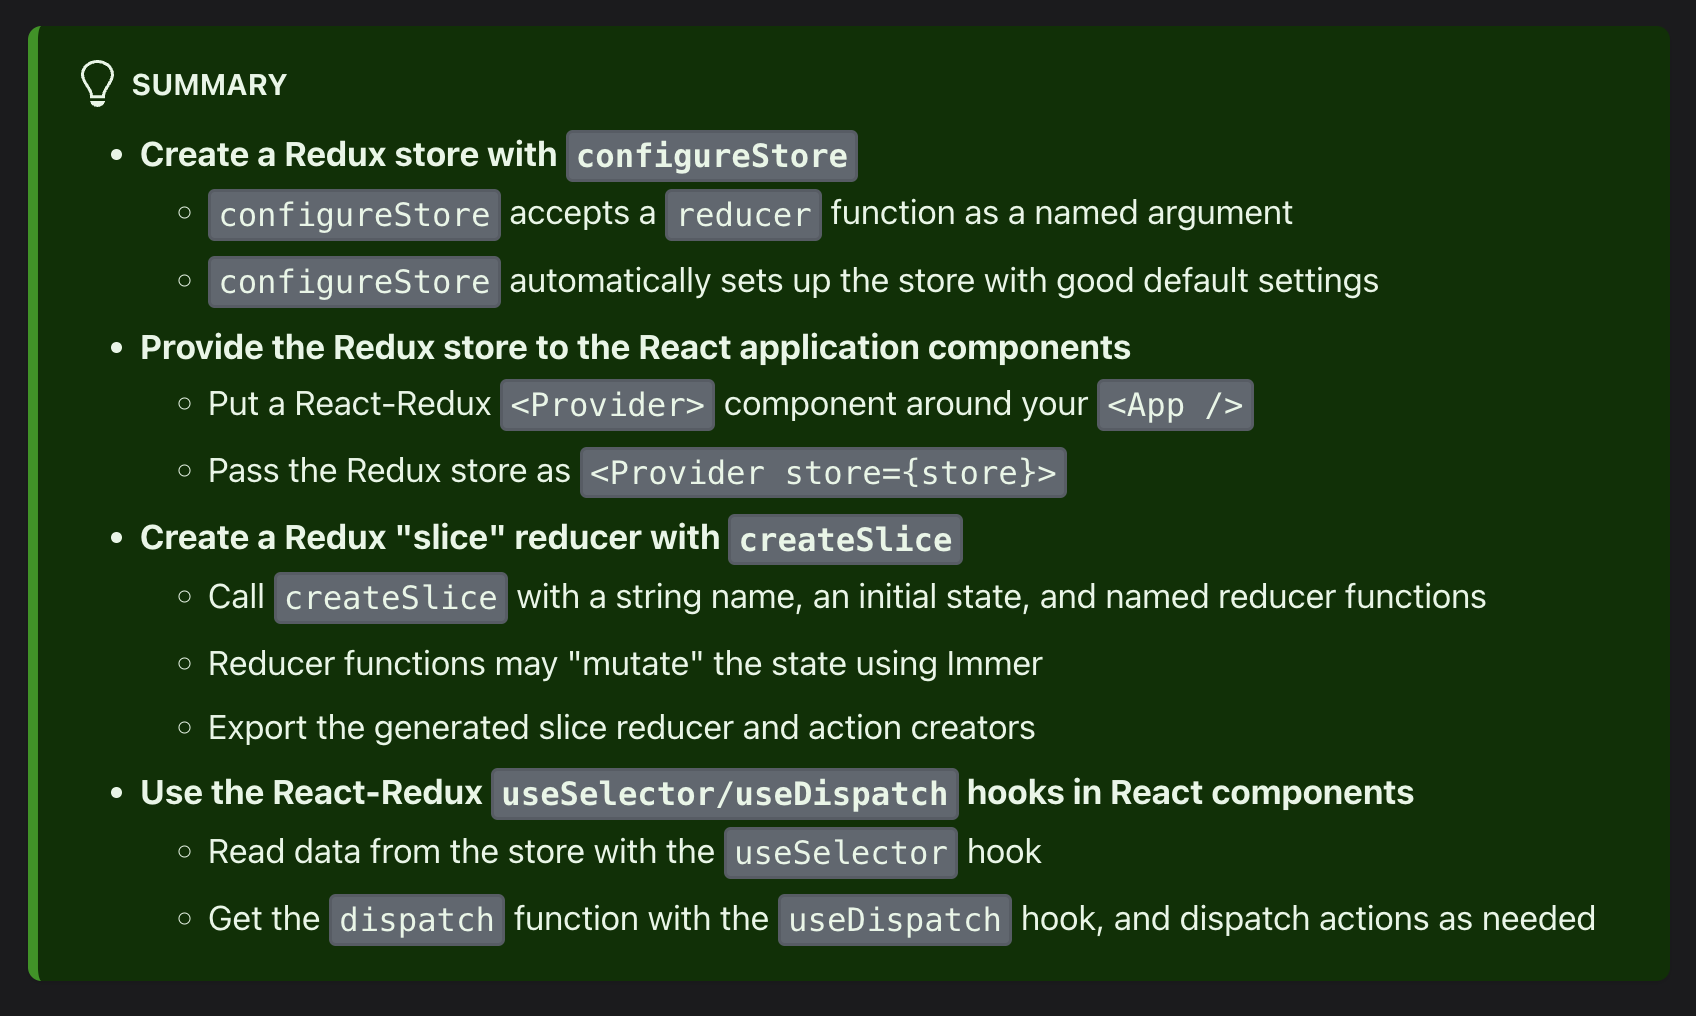 SUMMARY
• Create a Redux store with configureStore
◦ configureStore accepts a reducer function as a named argument
◦ configureStore automatically sets up the store with good default settings
• Provide the Redux store to the React application components
◦ Put a React-Redux <Provider> component around your <App />
◦ Pass the Redux store as <Provider store={store}>
• Create a Redux "slice" reducer with createSlice
◦ Call createSlice with a string name, an initial state, and named reducer functions
◦ Reducer functions may "mutate" the state using Immer
◦ Export the generated slice reducer and action creators
• Use the React-Redux useSelector/useDispatch hooks in React components
◦ Read data from the store with the useSelector hook
◦ Get the dispatch function with the useDispatch hook, and dispatch actions as needed